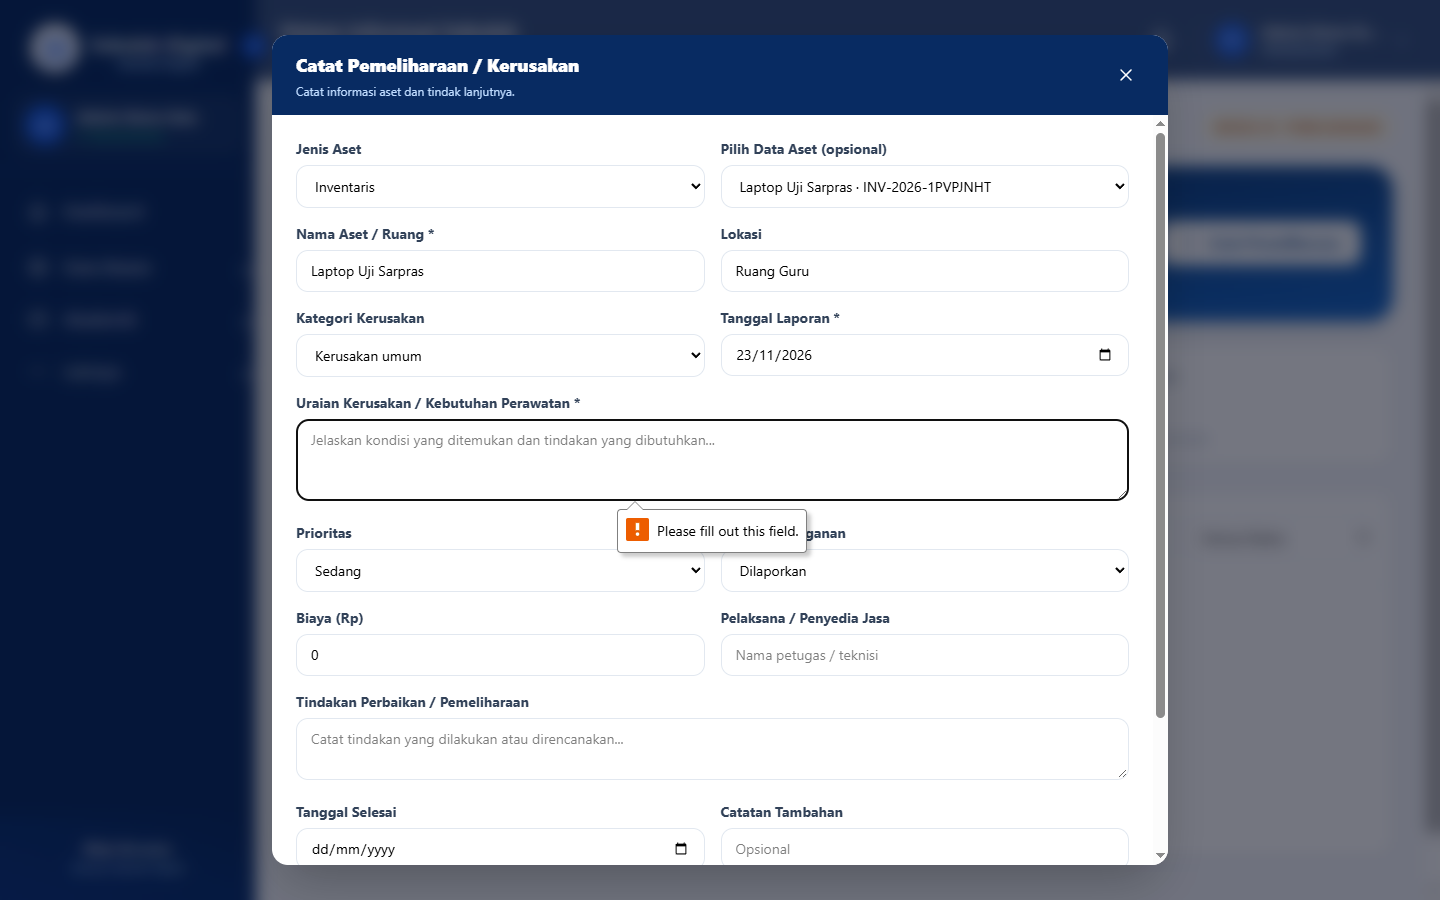 Catat Pemeliharaan / Kerusakan
Catat informasi aset dan tindak lanjutnya.
Jenis Aset
Pilih Data Aset (opsional)
Inventaris
Laptop Uji Sarpras · INV-2026-1PVPJNHT
Nama Aset / Ruang *
Lokasi
Laptop Uji Sarpras
Ruang Guru
Kategori Kerusakan
Tanggal Laporan *
Kerusakan umum
23/11/2026
Uraian Kerusakan / Kebutuhan Perawatan *
Jelaskan kondisi yang ditemukan dan tindakan yang dibutuhkan...
Please fill out this field.
Prioritas
ganan
Sedang
Dilaporkan
Biaya (Rp)
Pelaksana / Penyedia Jasa
0
Nama petugas / teknisi
Tindakan Perbaikan / Pemeliharaan
Catat tindakan yang dilakukan atau direncanakan...
Tanggal Selesai
Catatan Tambahan
dd/mm/yyyy
Opsional